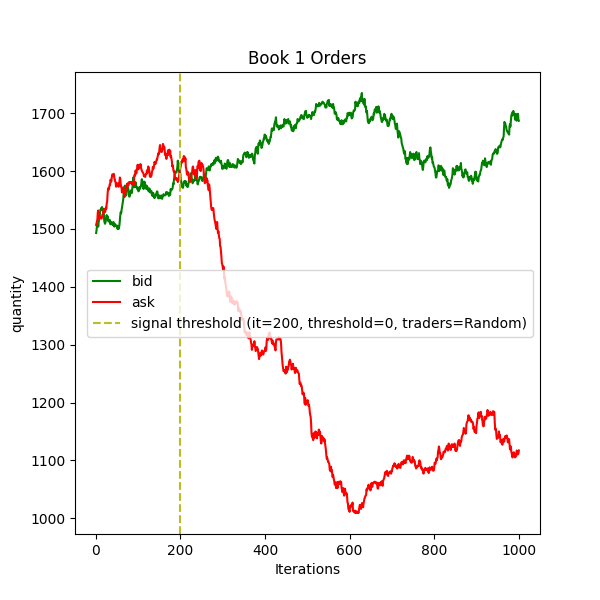 Book 1 Orders
1700
1600
1500
1400
1300
1200
1100
1000
quantity
bid
ask
signal threshold (it=200, threshold=0, traders=Random)
0 200 400 600 800 1000
Iterations